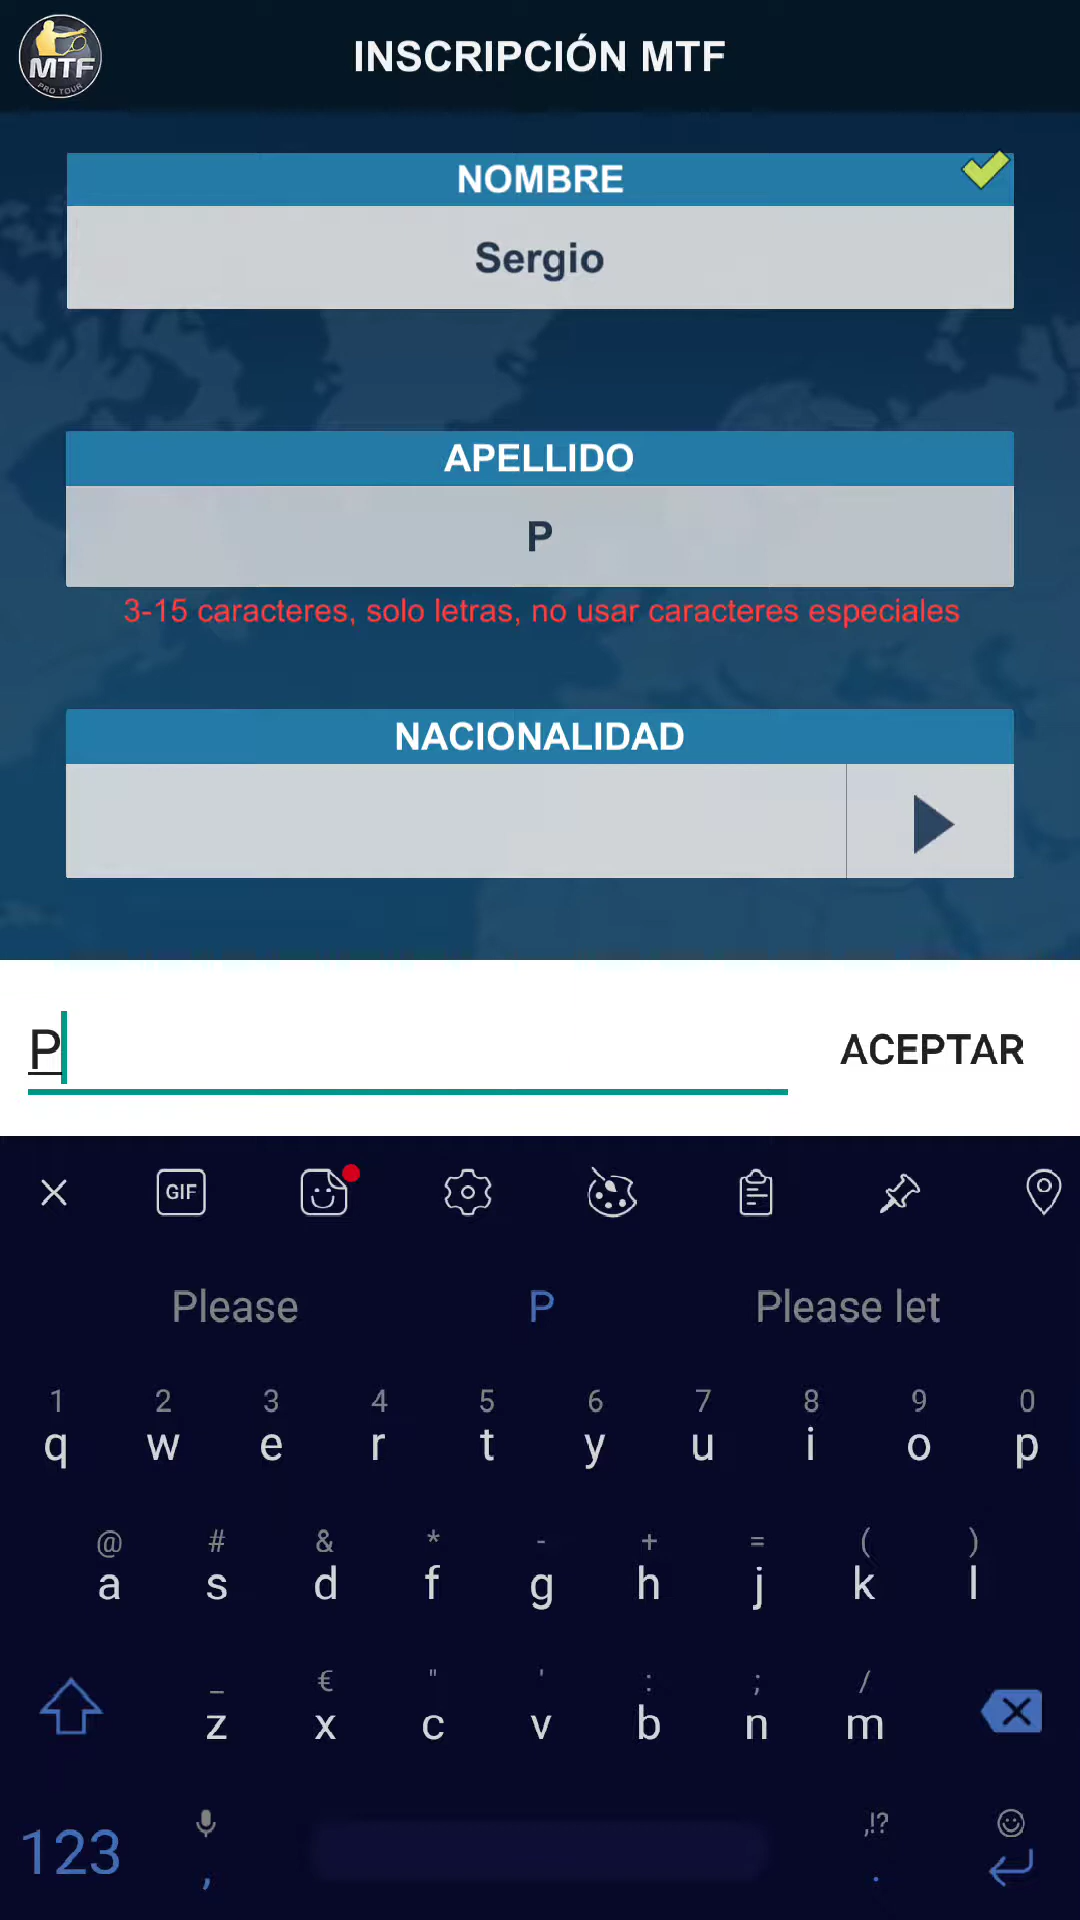 MTF
PRO TOUR
INSCRIPCIÓN MTF
NOMBRE
Sergio
APELLIDO
P
3-15 caracteres, solo letras, no usar caracteres especiales
NACIONALIDAD
P
ACEPTAR
GIF
Please P Please let
1 2 3 4 5 6 7 8 9 0
q w e r t y u i o p
@ # & * - + = ( )
a s d f g h j k l
_ € " ' : ; /
z x c v b n m
,!?
123 , .